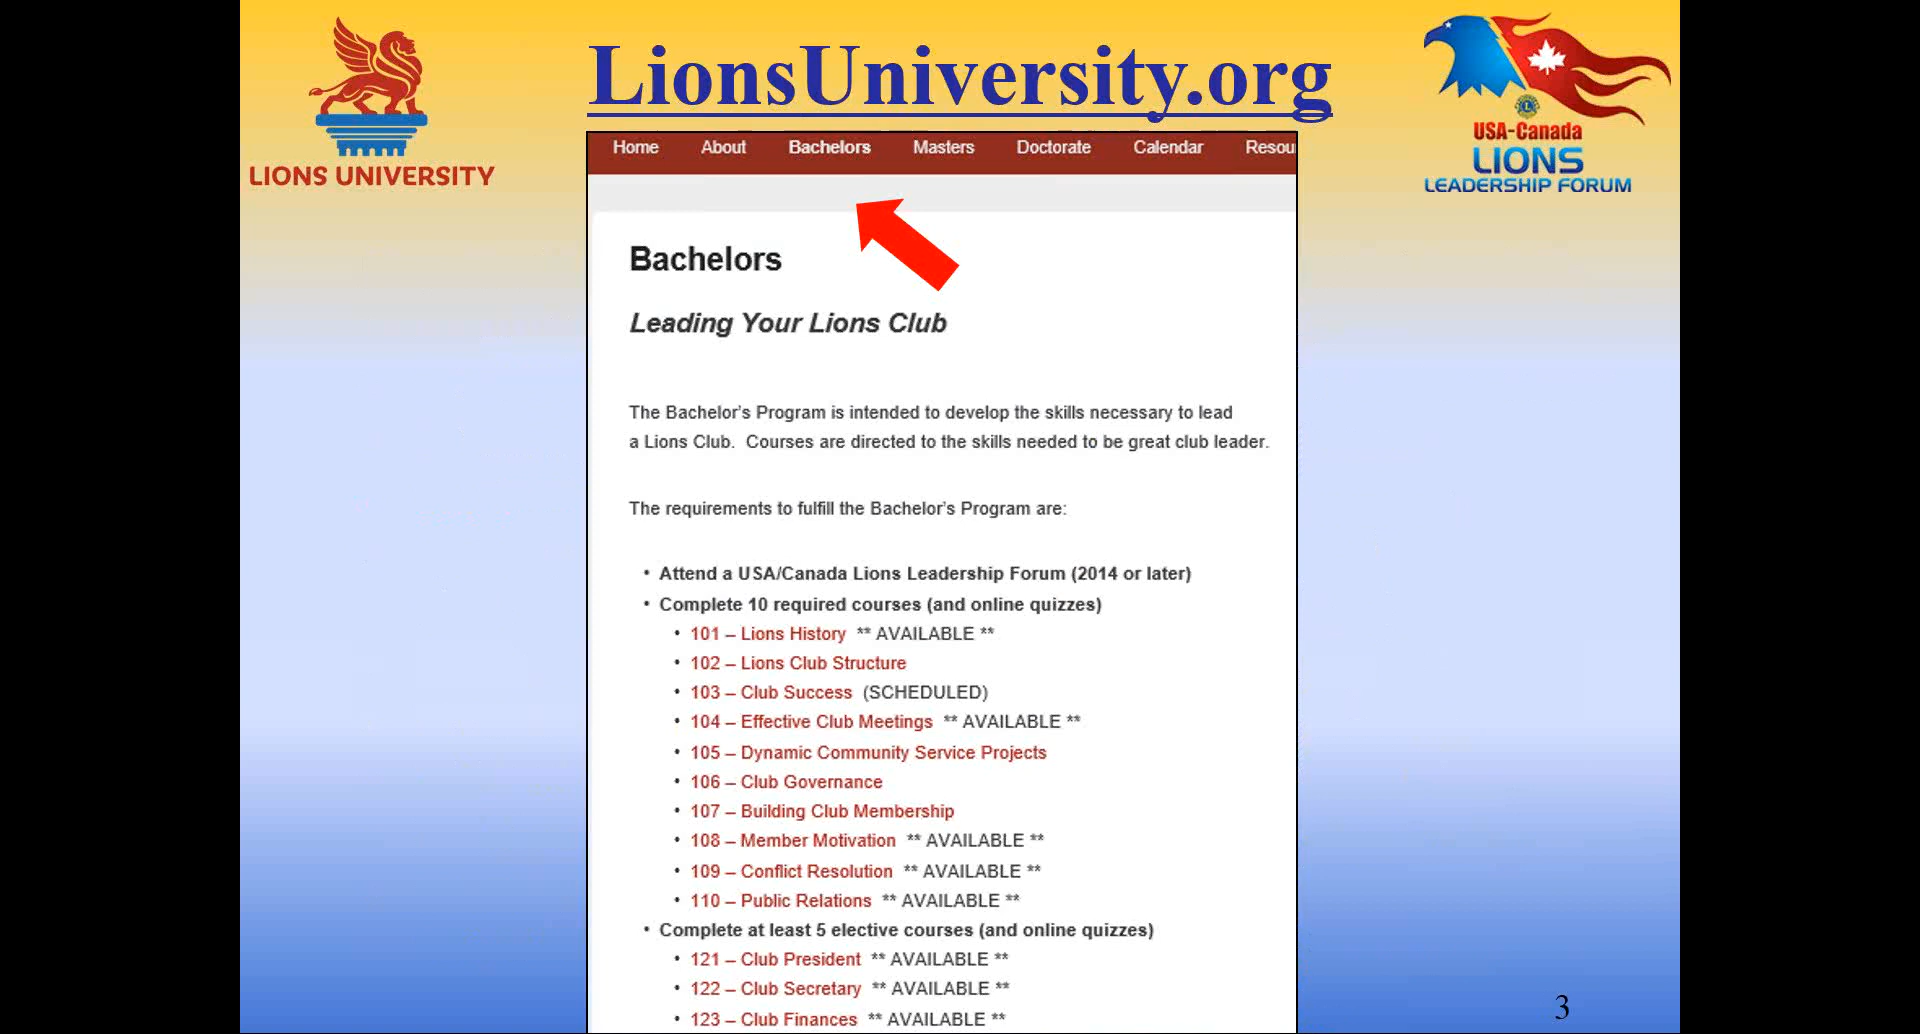 LionsUniversity.org
LIONS UNIVERSITY
USA-Canada
LIONS
LEADERSHIP FORUM
Home About Bachelors Masters Doctorate Calendar Resou
Bachelors
Leading Your Lions Club
The Bachelor's Program is intended to develop the skills necessary to lead
a Lions Club. Courses are directed to the skills needed to be great club leader.
The requirements to fulfill the Bachelor's Program are:
• Attend a USA/Canada Lions Leadership Forum (2014 or later)
• Complete 10 required courses (and online quizzes)
• 101 – Lions History ** AVAILABLE **
• 102 – Lions Club Structure
• 103 – Club Success (SCHEDULED)
• 104 – Effective Club Meetings ** AVAILABLE **
• 105 – Dynamic Community Service Projects
• 106 – Club Governance
• 107 – Building Club Membership
• 108 – Member Motivation ** AVAILABLE **
• 109 – Conflict Resolution ** AVAILABLE **
• 110 – Public Relations ** AVAILABLE **
• Complete at least 5 elective courses (and online quizzes)
• 121 – Club President ** AVAILABLE **
• 122 – Club Secretary ** AVAILABLE **
• 123 – Club Finances ** AVAILABLE **
3